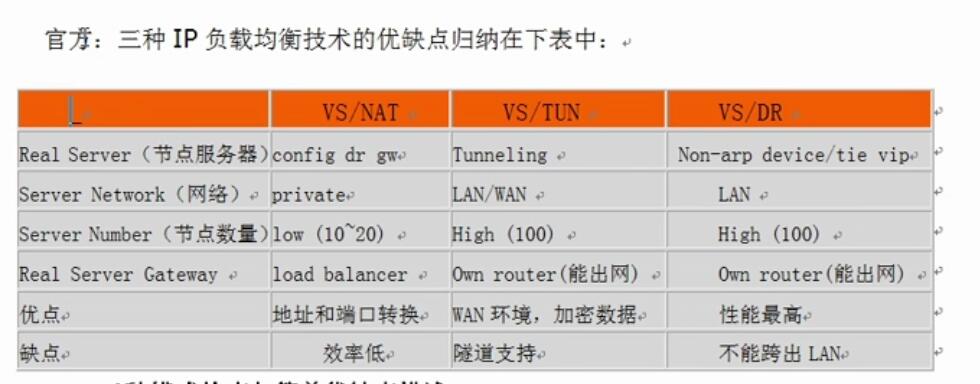 官方：三种 IP 负载均衡技术的优缺点归纳在下表中：
VS/NAT VS/TUN VS/DR
Real Server（节点服务器） config dr gw Tunneling Non-arp device/tie vip
Server Network（网络） private LAN/WAN LAN
Server Number（节点数量） low (10~20) High (100) High (100)
Real Server Gateway load balancer Own router(能出网) Own router(能出网)
优点 地址和端口转换 WAN 环境，加密数据 性能最高
缺点 效率低 隧道支持 不能跨出 LAN